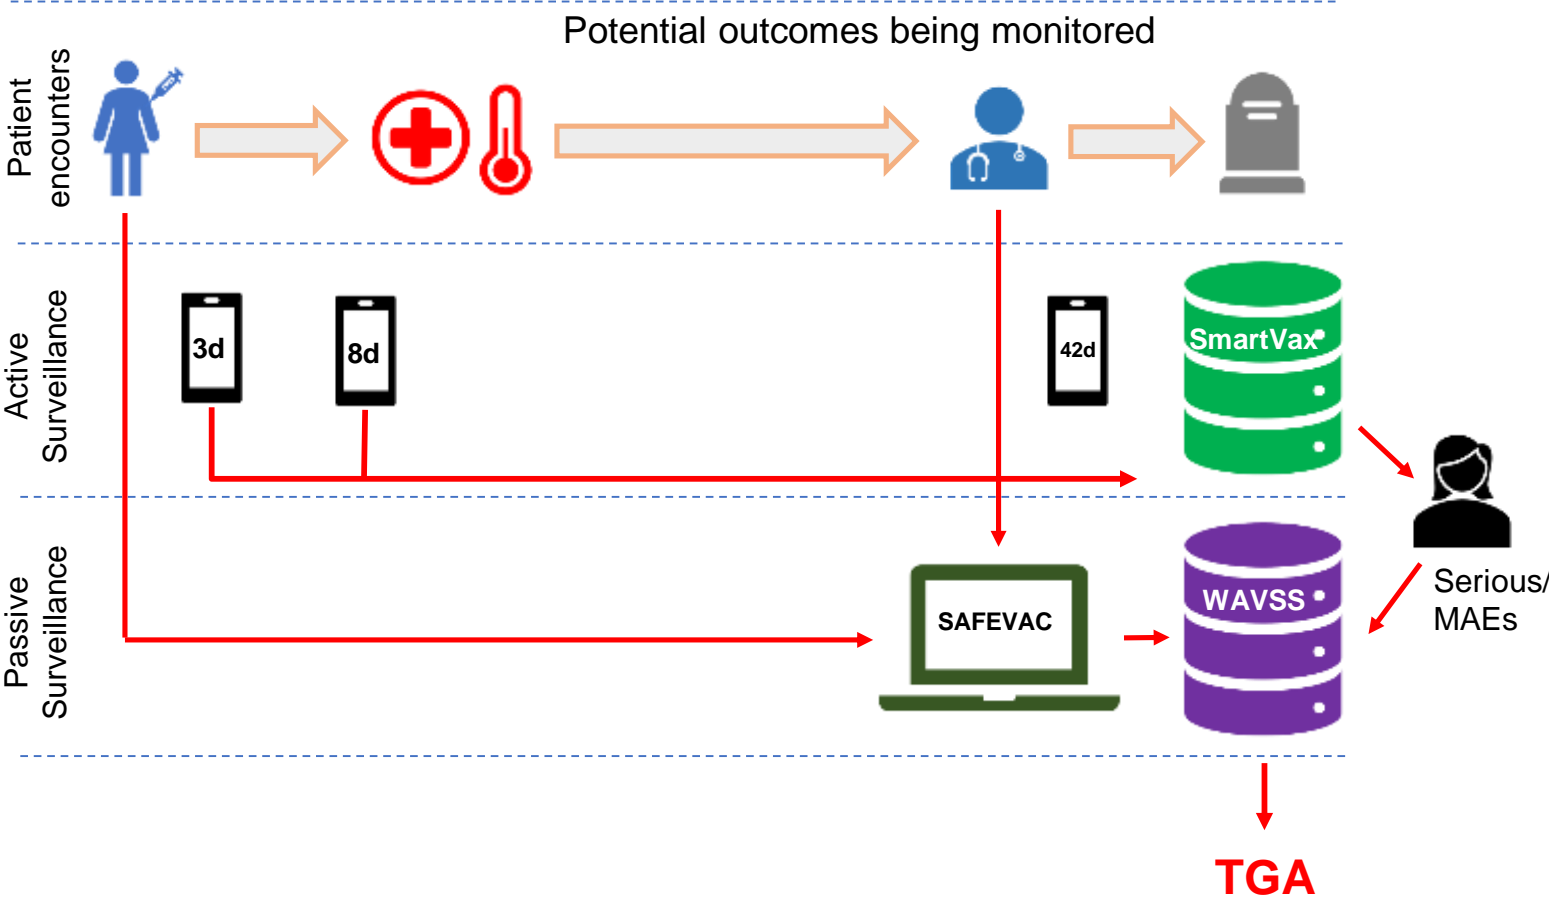 Potential outcomes being monitored
Patient
encounters
Active
Surveillance
3d
8d
42d
SmartVax
Passive
Surveillance
SAFEVAC
WAVSS
Serious/
MAEs
TGA